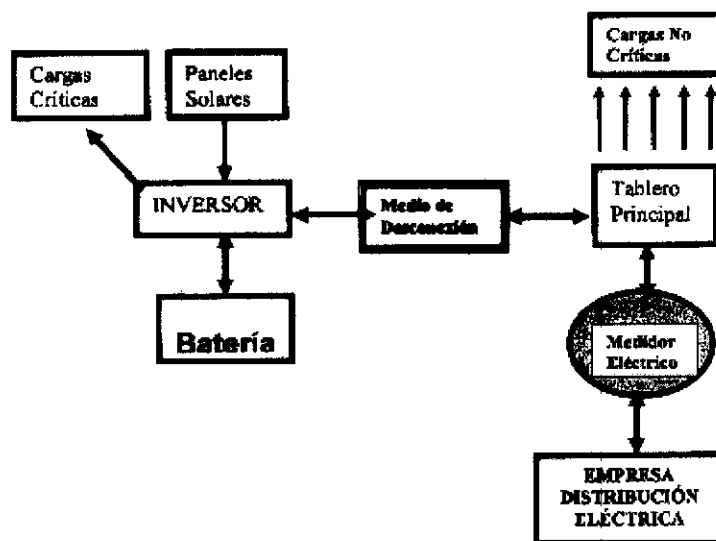 Cargas
Críticas
Paneles
Solares
Cargas No
Críticas
INVERSOR
Medio de
Desconexión
Tablero
Principal
Batería
Medidor
Eléctrico
EMPRESA
DISTRIBUCIÓN
ELÉCTRICA